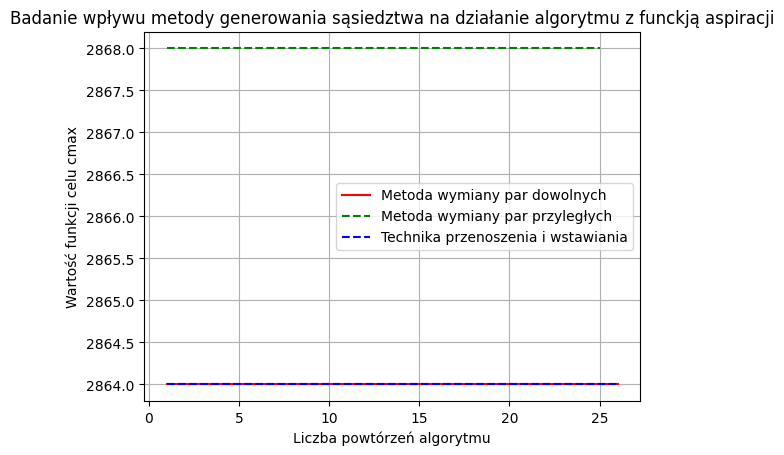 Badanie wpływu metody generowania sąsiedztwa na działanie algorytmu z funckją aspiracji
Wartość funkcji celu cmax
2868.0
2867.5
2867.0
2866.5
2866.0
2865.5
2865.0
2864.5
2864.0
Metoda wymiany par dowolnych
Metoda wymiany par przyległych
Technika przenoszenia i wstawiania
0 5 10 15 20 25
Liczba powtórzeń algorytmu